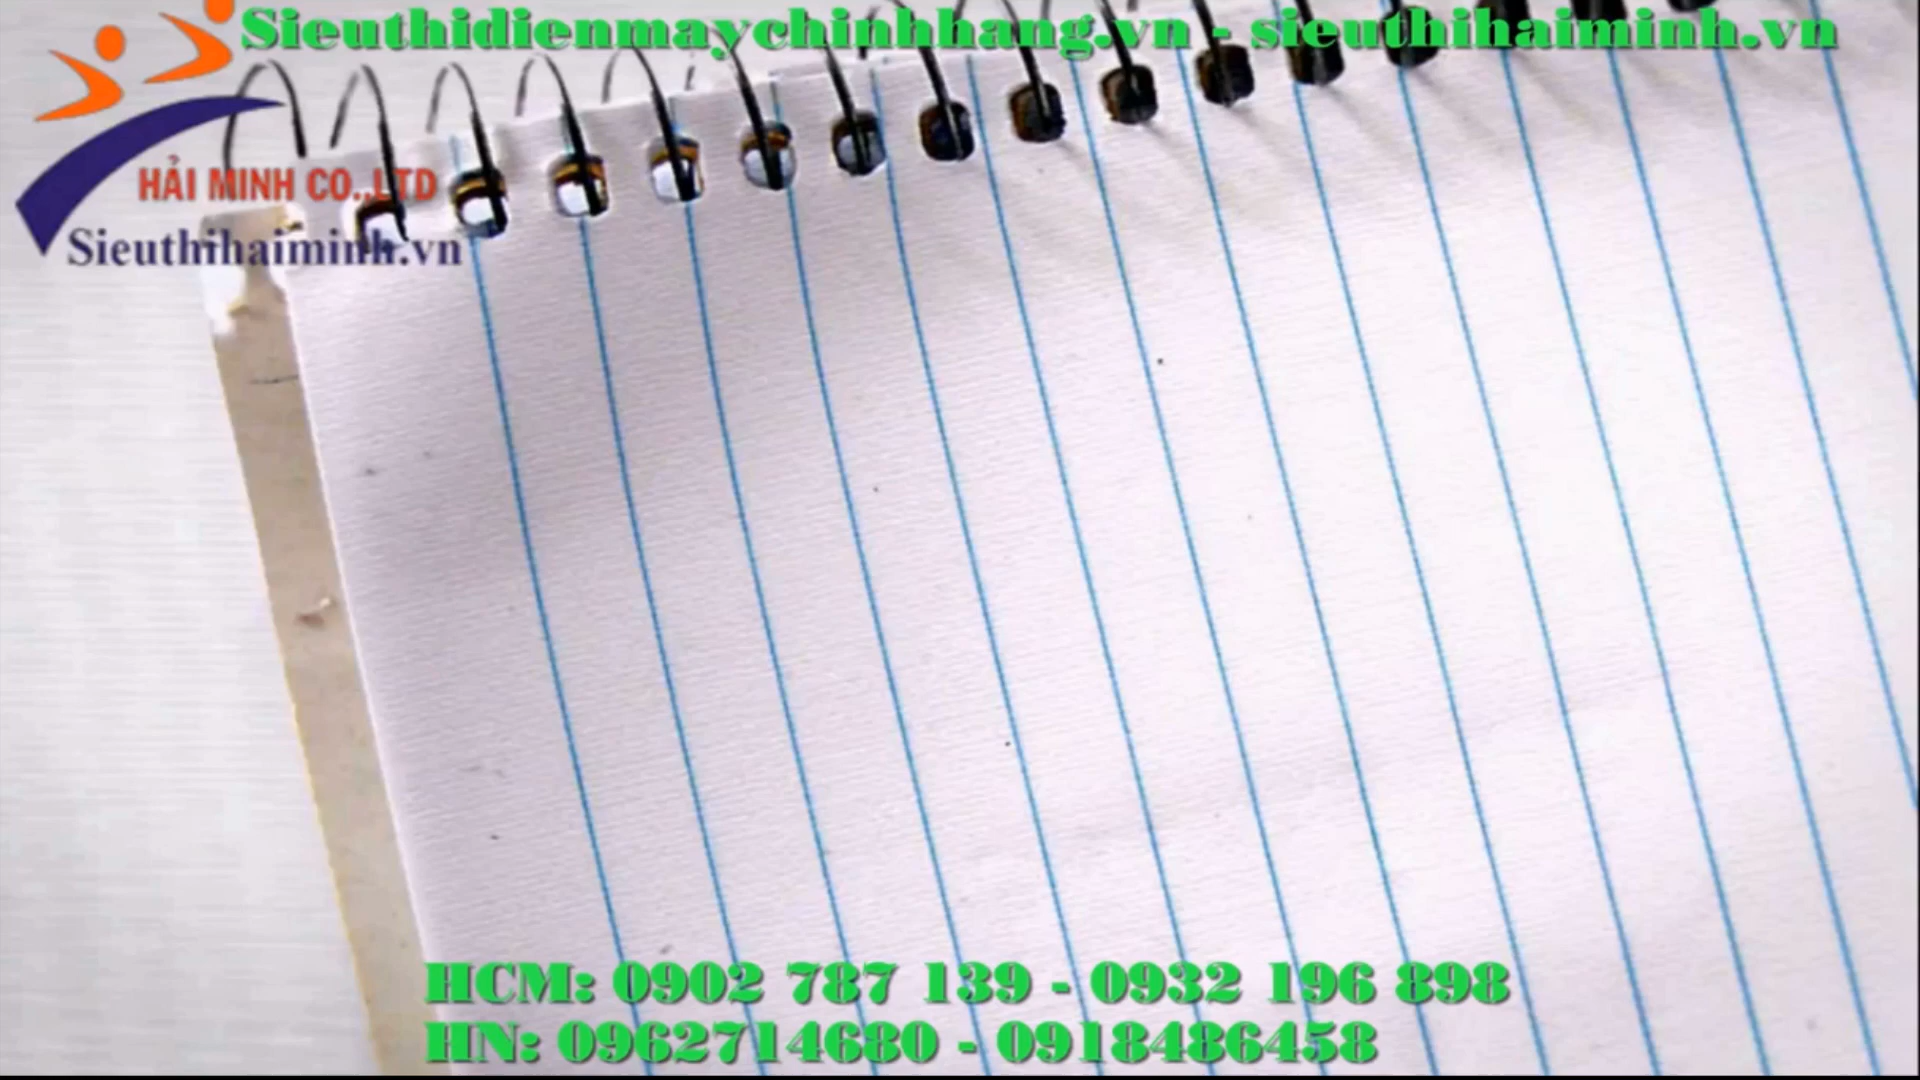 Sieuthidienmaychinhhang.vn - sieuthihaiminh.vn
HẢI MINH CO.,LTD
Sieuthihaiminh.vn
HCM: 0902 787 139 - 0932 196 898
HN: 0962714680 - 0918486458